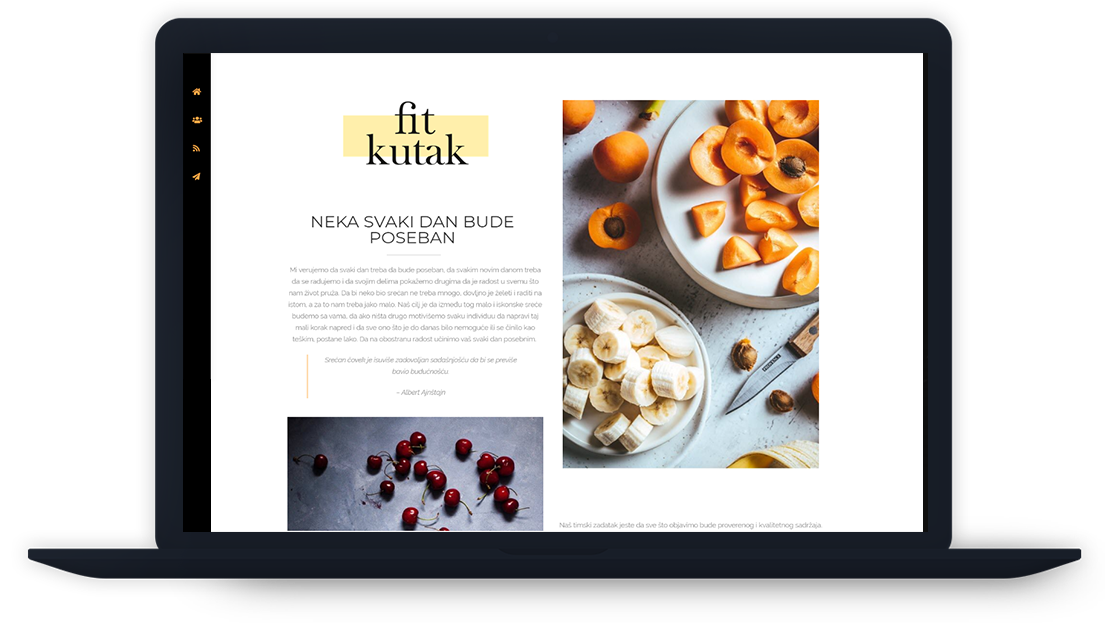 fit
kutak
NEKA SVAKI DAN BUDE
POSEBAN
Mi verujemo da svaki dan treba da bude poseban, da svakim novim danom treba
da se radujemo i da svojim delima pokažemo drugima da je radost u svemu što
nam život pruža. Da bi neko bio srećan ne treba mnogo, dovljno je želeti i raditi na
istom, a za to nam treba jako malo. Naš cilj je da između tog malo i iskonske sreće
budemo sa vama, da ako ništa drugo motivišemo svaku individuu da napravi taj
mali korak napred i da sve ono što je do danas bilo nemoguće ili se činilo kao
teškim, postane lako. Da na obostranu radost učinimo vaš svaki dan posebnim.
Srećan čovek je isuviše zadovoljan sadašnjošću da bi se previše
bavio budućnošću
– Albert Ajnštajn
Naš timski zadatak jeste da sve što objavimo bude proverenog i kvalitetnog sadržaja.